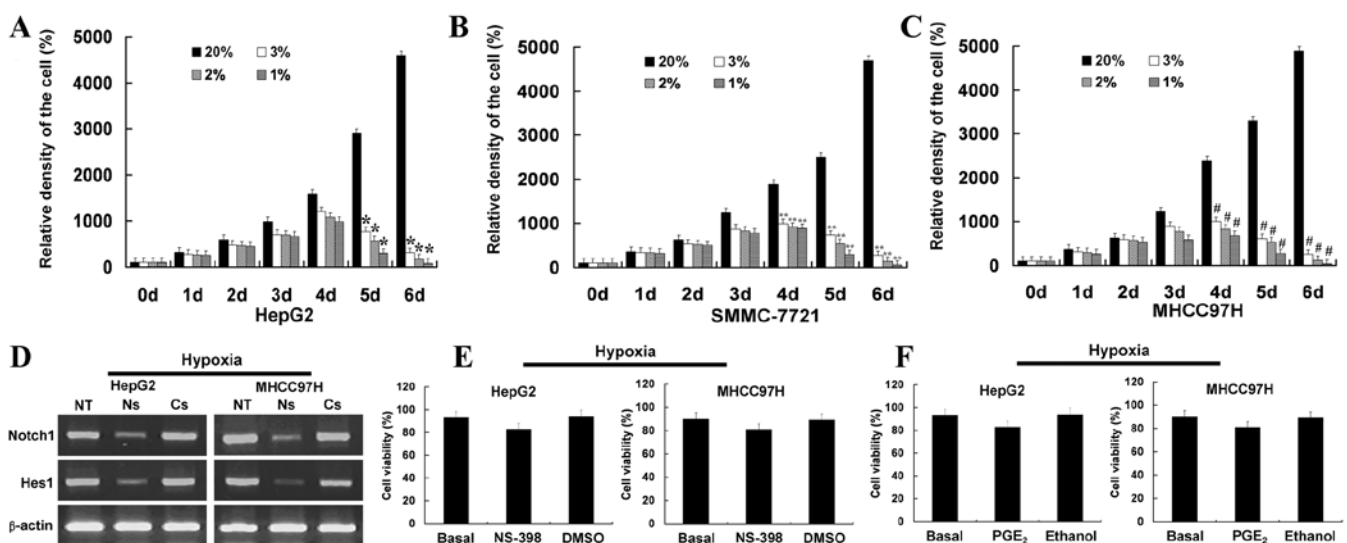 A
Relative density of the cell (%)
5000
4000
3000
2000
1000
0
20% 3%
2% 1%
* * *
* * *
0d 1d 2d 3d 4d 5d 6d
HepG2
B
Relative density of the cell (%)
5000
4000
3000
2000
1000
0
20% 3%
2% 1%
** ** **
** ** **
** ** **
0d 1d 2d 3d 4d 5d 6d
SMMC-7721
C
Relative density of the cell (%)
5000
4000
3000
2000
1000
0
20% 3%
2% 1%
# # #
# # #
# # #
0d 1d 2d 3d 4d 5d 6d
MHCC97H
D
Hypoxia
HepG2 MHCC97H
NT Ns Cs NT Ns Cs
Notch1
Hes1
β-actin
E
Hypoxia
HepG2
Cell viability (%)
120
100
80
60
40
20
0
Basal NS-398 DMSO
MHCC97H
Cell viability (%)
120
100
80
60
40
20
0
Basal NS-398 DMSO
F
Hypoxia
HepG2
Cell viability (%)
120
100
80
60
40
20
0
Basal PGE₂ Ethanol
MHCC97H
Cell viability (%)
120
100
80
60
40
20
0
Basal PGE₂ Ethanol